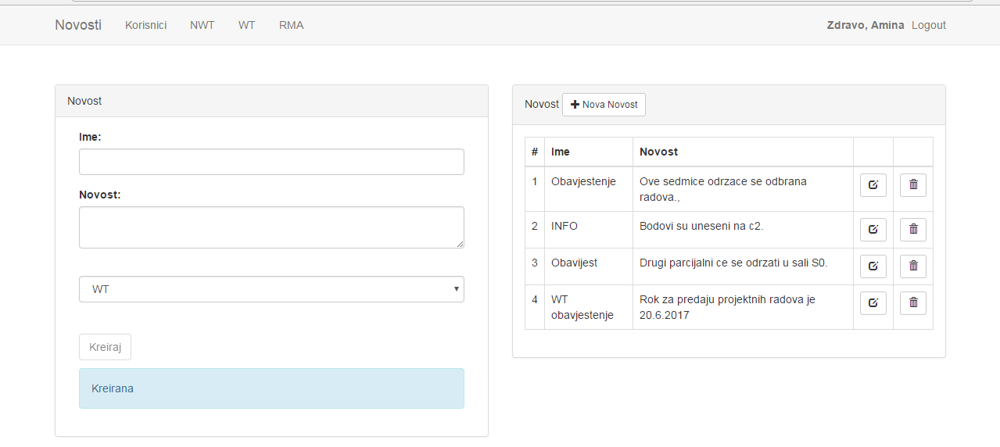 Novosti Korisnici NWT WT RMA Zdravo, Amina Logout
Novost
Ime:
Novost:
WT
Kreiraj
Kreirana
Novost Nova Novost
# Ime Novost
1 Obavjestenje Ove sedmice odrzace se odbrana
radova.,
2 INFO Bodovi su uneseni na c2.
3 Obavijest Drugi parcijalni ce se odrzati u sali S0.
4 WT Rok za predaju projektnih radova je
obavjestenje 20.6.2017